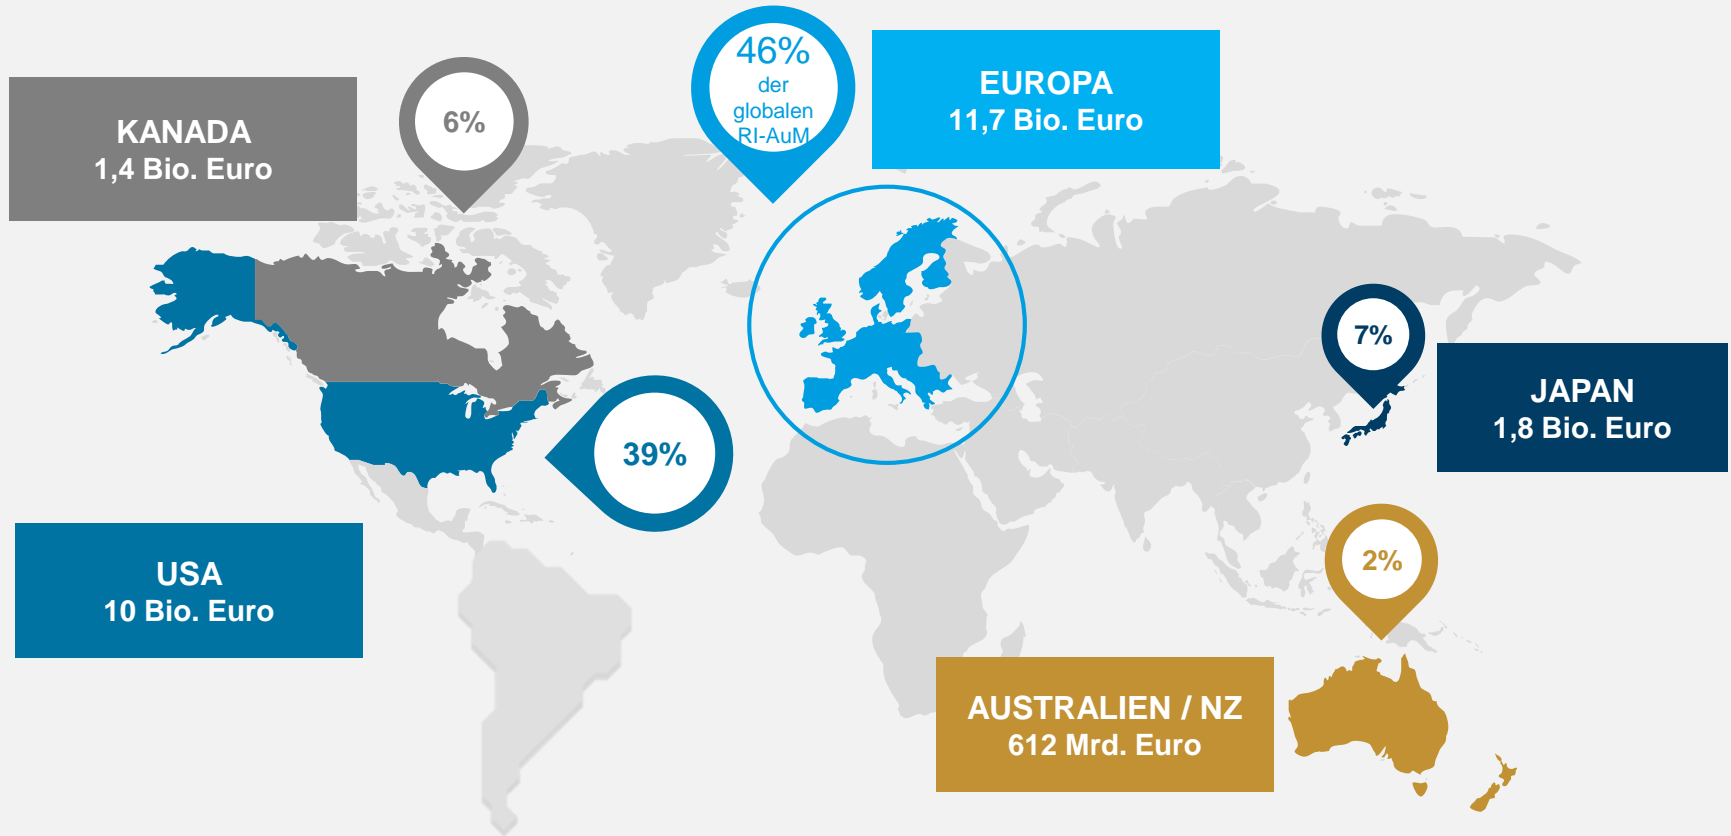 46%
der
globalen
RI-AuM
EUROPA
11,7 Bio. Euro
KANADA
1,4 Bio. Euro
6%
7%
JAPAN
1,8 Bio. Euro
39%
USA
10 Bio. Euro
2%
AUSTRALIEN / NZ
612 Mrd. Euro